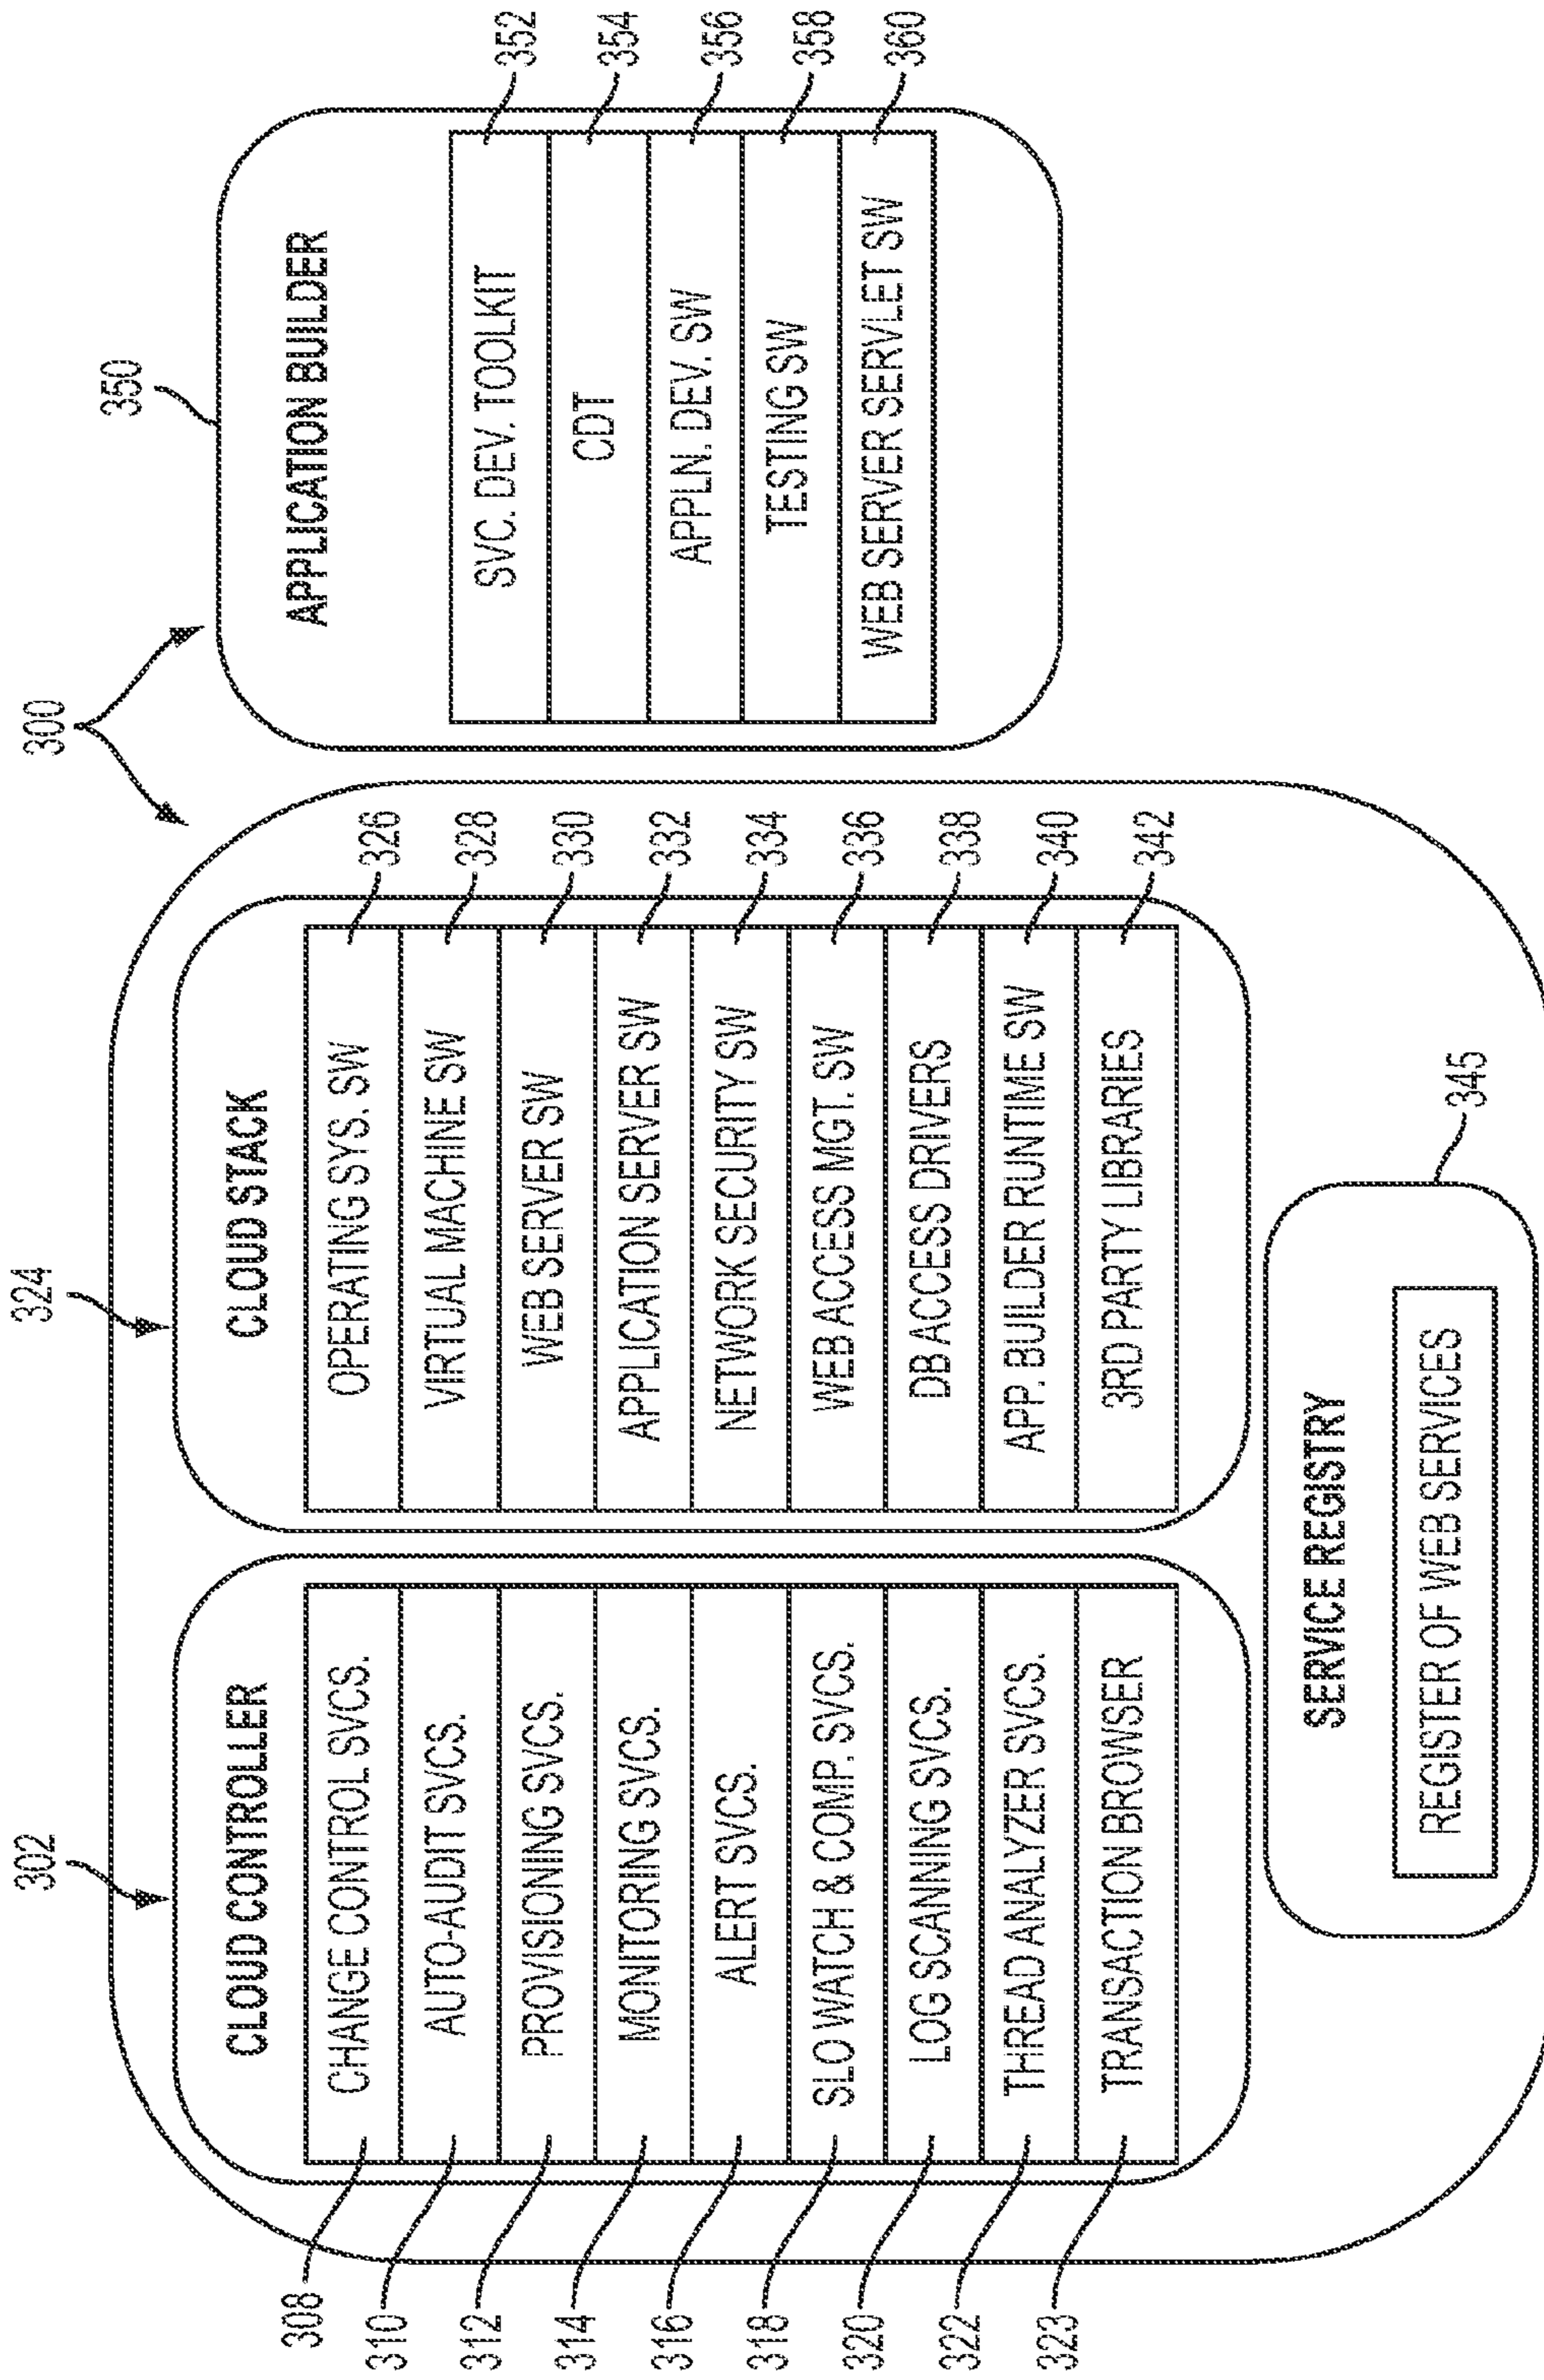 300
302
CLOUD CONTROLLER
308
CHANGE CONTROL SVCS.
310
AUTO-AUDIT SVCS.
312
PROVISIONING SVCS.
314
MONITORING SVCS.
316
ALERT SVCS.
318
SLO WATCH & COMP. SVCS.
320
LOG SCANNING SVCS.
322
THREAD ANALYZER SVCS.
323
TRANSACTION BROWSER
324
CLOUD STACK
OPERATING SYS. SW
326
VIRTUAL MACHINE SW
328
WEB SERVER SW
330
APPLICATION SERVER SW
332
NETWORK SECURITY SW
334
WEB ACCESS MGT. SW
336
DB ACCESS DRIVERS
338
APP. BUILDER RUNTIME SW
340
3RD PARTY LIBRARIES
342
SERVICE REGISTRY
REGISTER OF WEB SERVICES
345
350
APPLICATION BUILDER
SVC. DEV. TOOLKIT
352
CDT
354
APPLN. DEV. SW
356
TESTING SW
358
WEB SERVER SERVLET SW
360